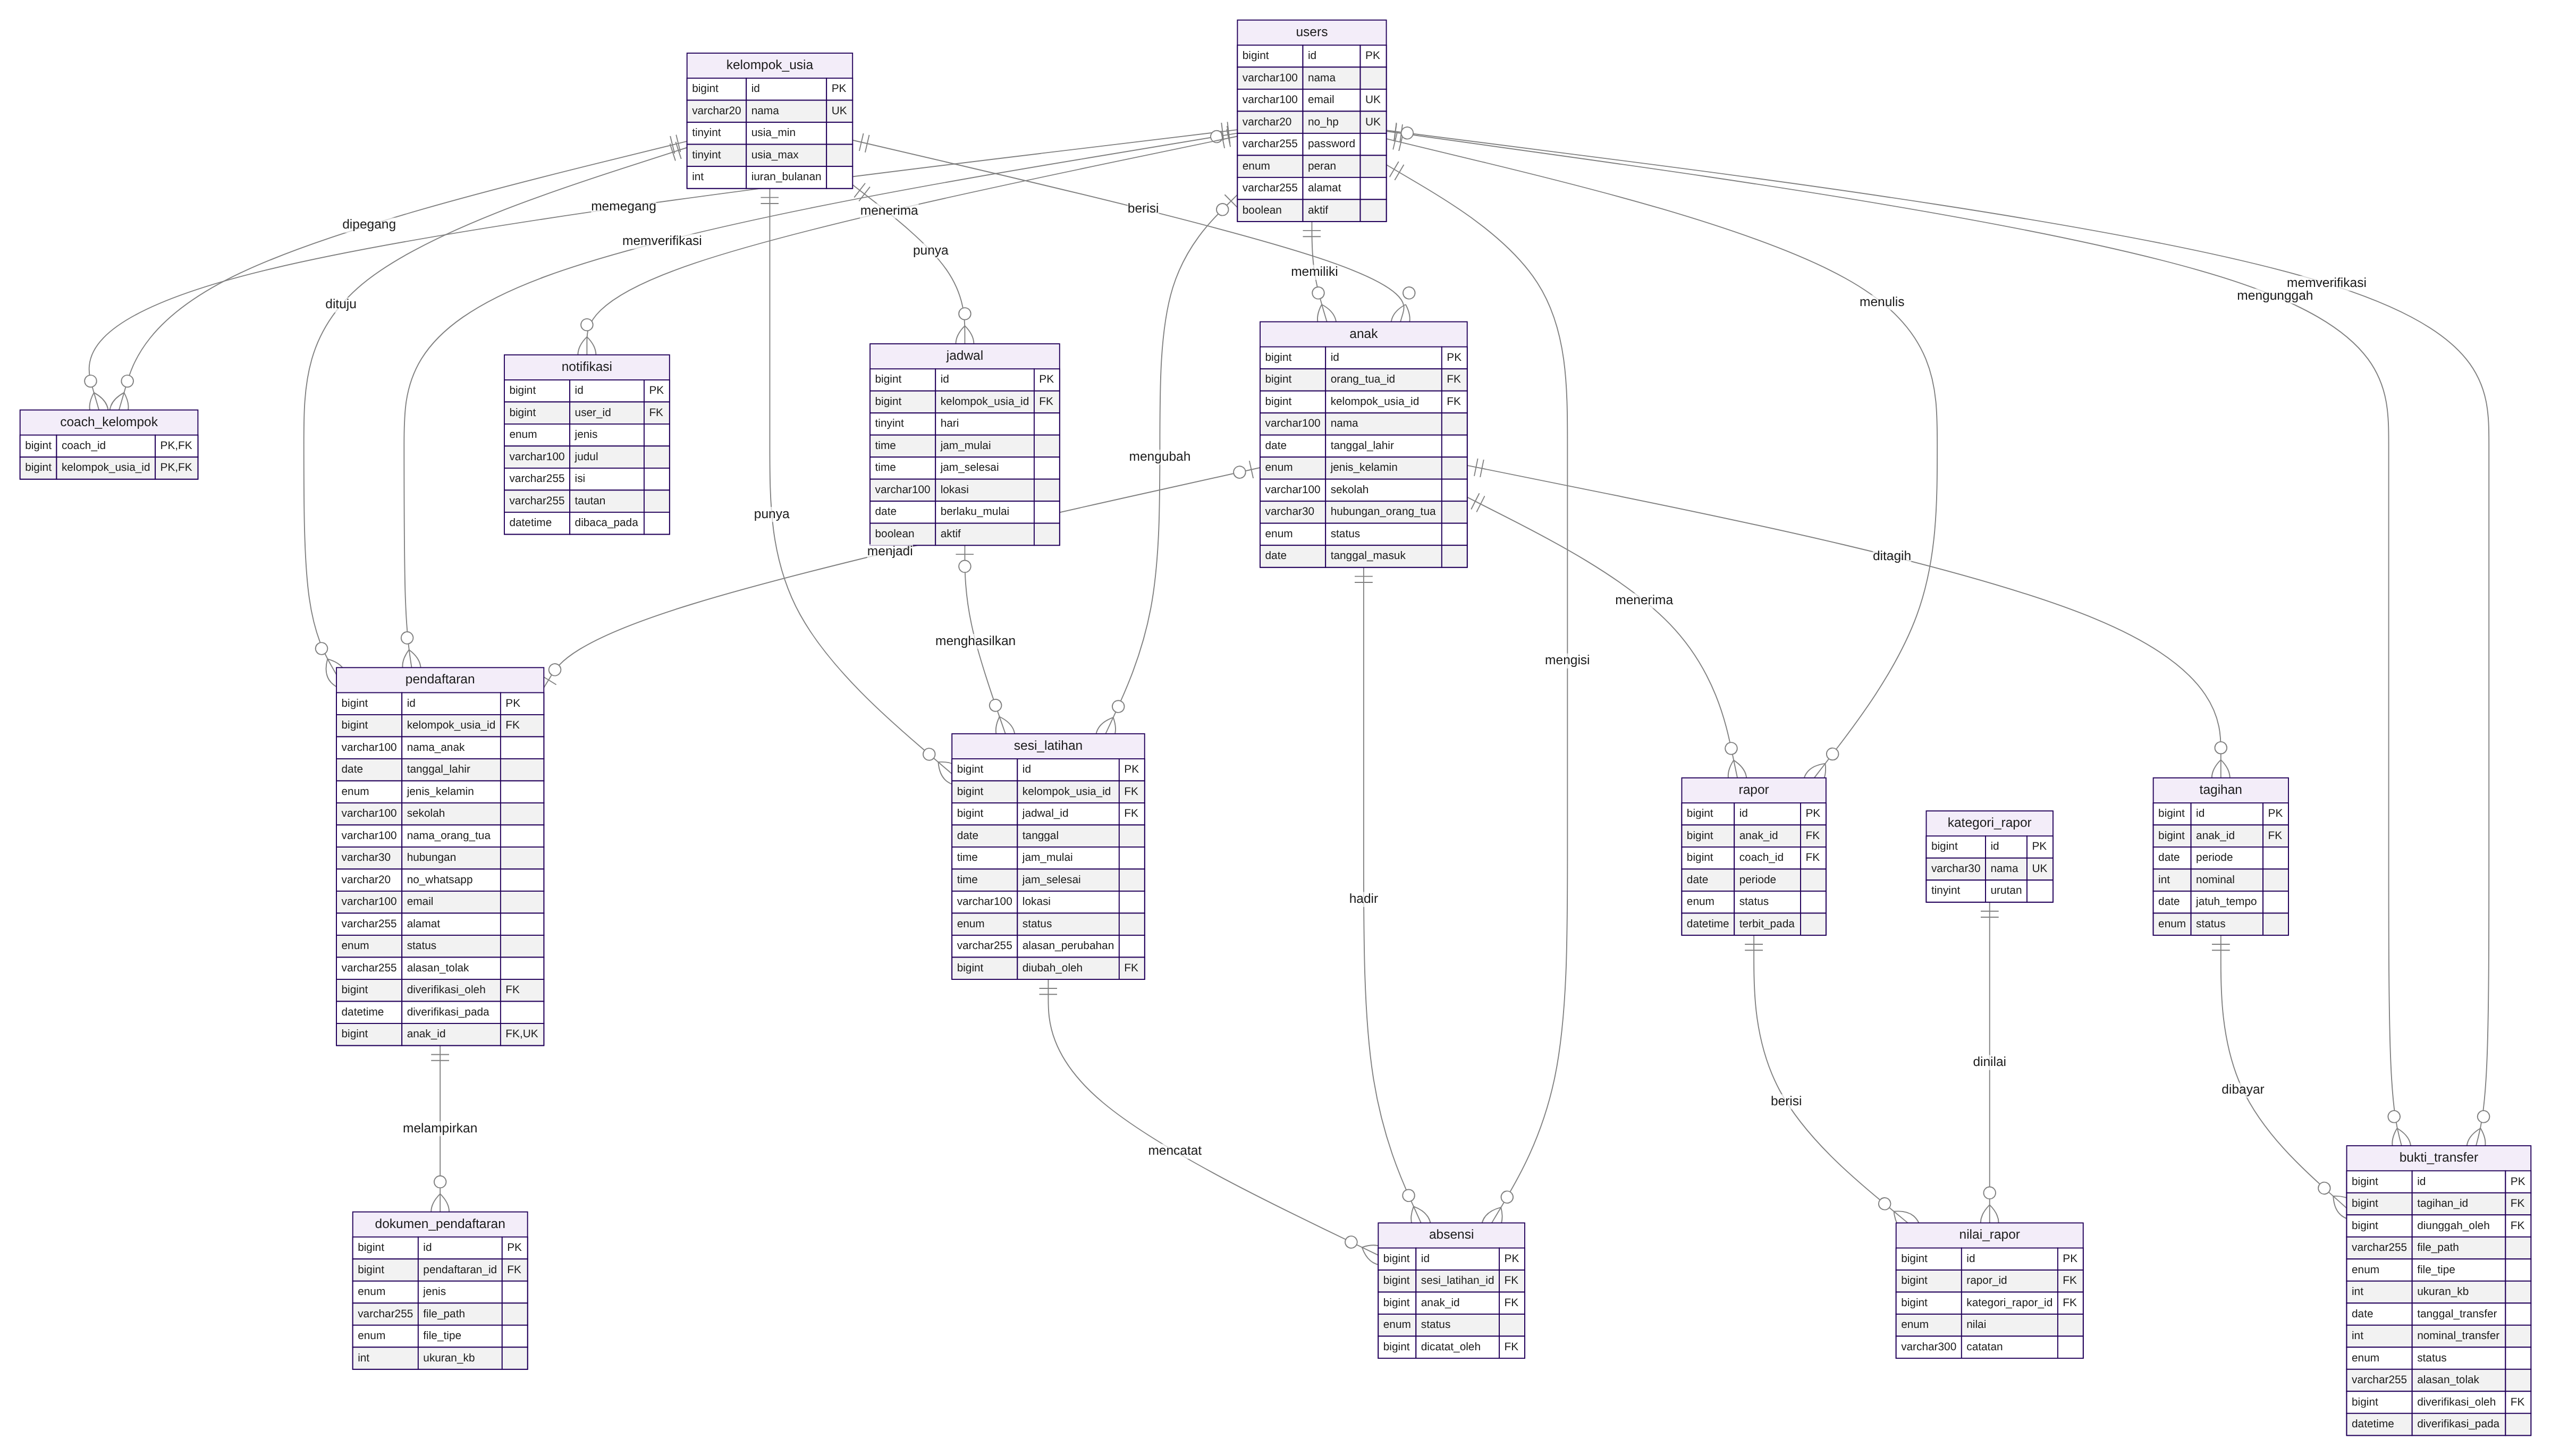 users
bigint id PK
varchar100 nama
varchar100 email UK
varchar20 no_hp UK
varchar255 password
enum peran
varchar255 alamat
boolean aktif
kelompok_usia
bigint id PK
varchar20 nama UK
tinyint usia_min
tinyint usia_max
int iuran_bulanan
dipegang
memegang
menerima
memverifikasi
punya
berisi
memiliki
dituju
menulis
memverifikasi
mengunggah
coach_kelompok
bigint coach_id PK,FK
bigint kelompok_usia_id PK,FK
notifikasi
bigint id PK
bigint user_id FK
enum jenis
varchar100 judul
varchar255 isi
varchar255 tautan
datetime dibaca_pada
jadwal
bigint id PK
bigint kelompok_usia_id FK
tinyint hari
time jam_mulai
time jam_selesai
varchar100 lokasi
date berlaku_mulai
boolean aktif
anak
bigint id PK
bigint orang_tua_id FK
bigint kelompok_usia_id FK
varchar100 nama
date tanggal_lahir
enum jenis_kelamin
varchar100 sekolah
varchar30 hubungan_orang_tua
enum status
date tanggal_masuk
mengubah
punya
menjadi
ditagih
menerima
menghasilkan
mengisi
pendaftaran
bigint id PK
bigint kelompok_usia_id FK
varchar100 nama_anak
date tanggal_lahir
enum jenis_kelamin
varchar100 sekolah
varchar100 nama_orang_tua
varchar30 hubungan
varchar20 no_whatsapp
varchar100 email
varchar255 alamat
enum status
varchar255 alasan_tolak
bigint diverifikasi_oleh FK
datetime diverifikasi_pada
bigint anak_id FK,UK
sesi_latihan
bigint id PK
bigint kelompok_usia_id FK
bigint jadwal_id FK
date tanggal
time jam_mulai
time jam_selesai
varchar100 lokasi
enum status
varchar255 alasan_perubahan
bigint diubah_oleh FK
hadir
rapor
bigint id PK
bigint anak_id FK
bigint coach_id FK
date periode
enum status
datetime terbit_pada
kategori_rapor
bigint id PK
varchar30 nama UK
tinyint urutan
tagihan
bigint id PK
bigint anak_id FK
date periode
int nominal
date jatuh_tempo
enum status
melampirkan
mencatat
berisi
dinilai
dibayar
dokumen_pendaftaran
bigint id PK
bigint pendaftaran_id FK
enum jenis
varchar255 file_path
enum file_tipe
int ukuran_kb
absensi
bigint id PK
bigint sesi_latihan_id FK
bigint anak_id FK
enum status
bigint dicatat_oleh FK
nilai_rapor
bigint id PK
bigint rapor_id FK
bigint kategori_rapor_id FK
enum nilai
varchar300 catatan
bukti_transfer
bigint id PK
bigint tagihan_id FK
bigint diunggah_oleh FK
varchar255 file_path
enum file_tipe
int ukuran_kb
date tanggal_transfer
int nominal_transfer
enum status
varchar255 alasan_tolak
bigint diverifikasi_oleh FK
datetime diverifikasi_pada